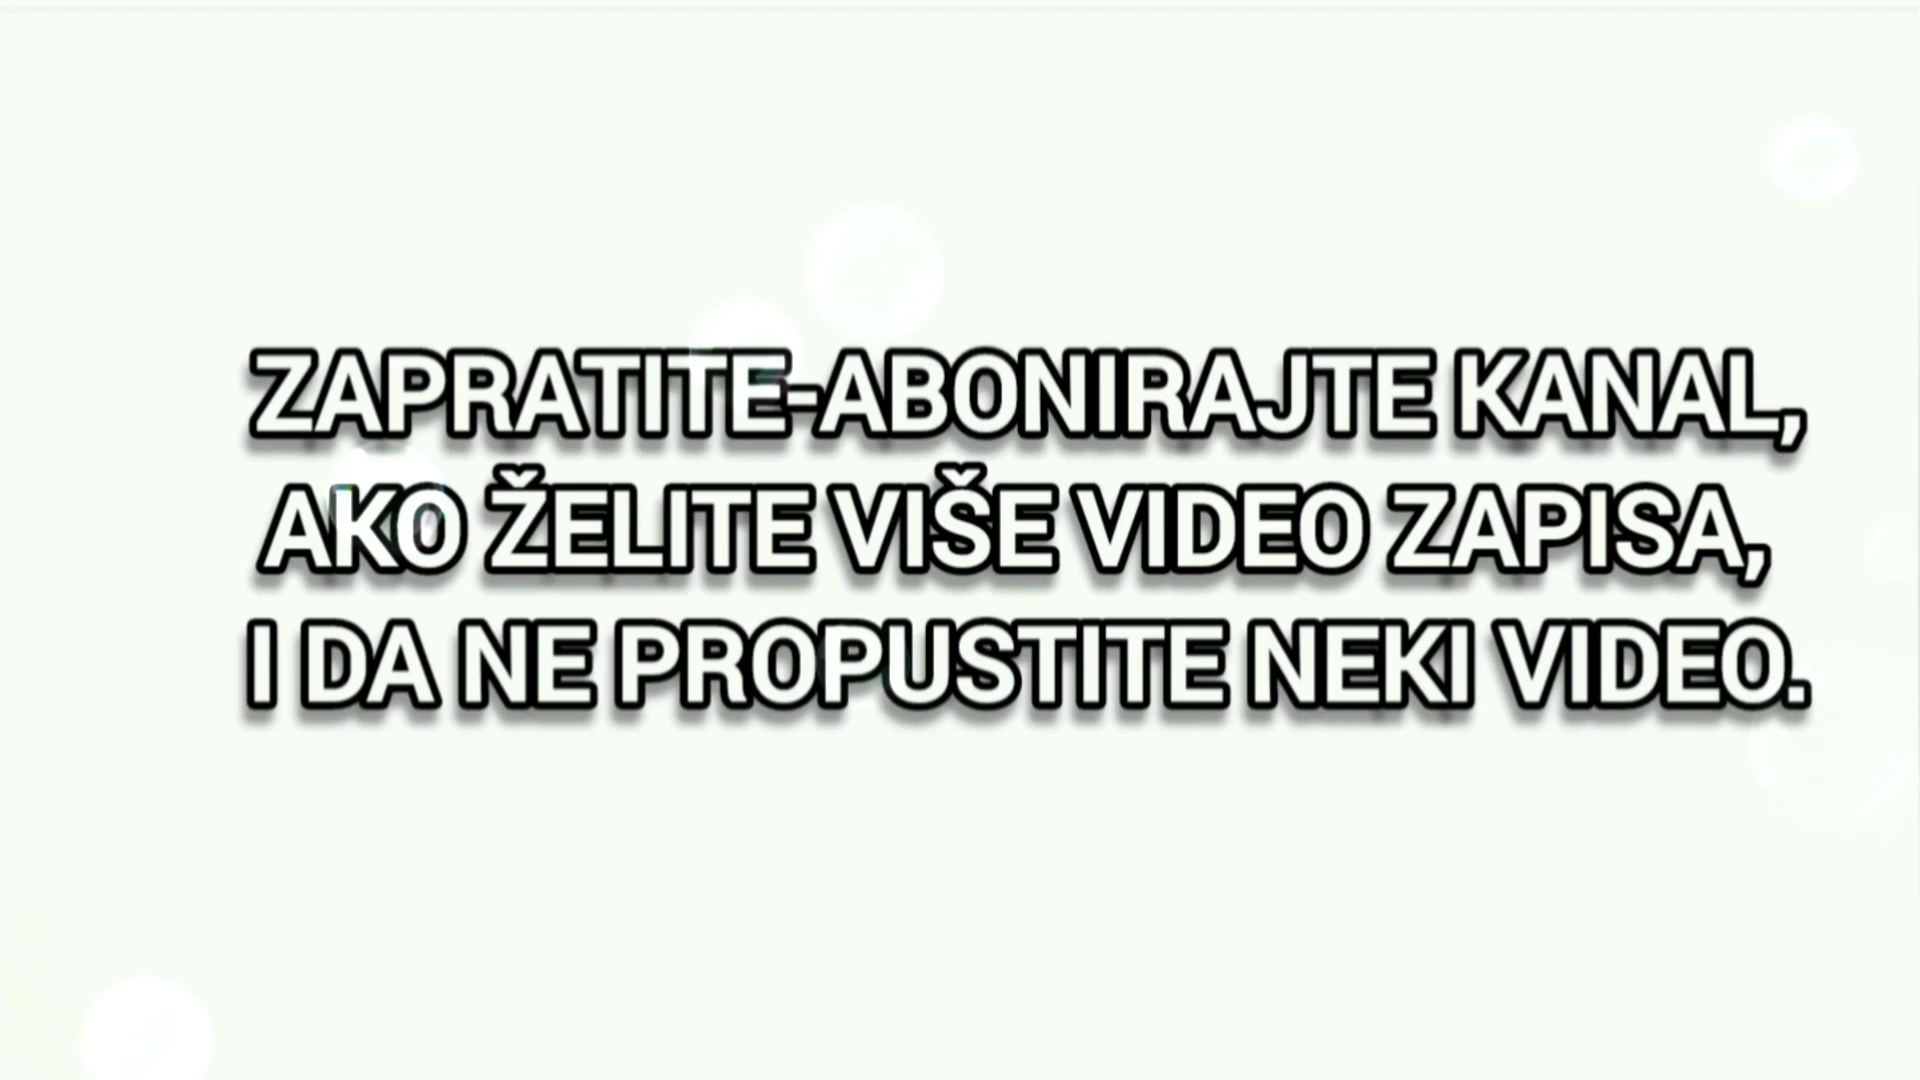 ZAPRATITE-ABONIRAJTE KANAL,
AKO ŽELITE VIŠE VIDEO ZAPISA,
I DA NE PROPUSTITE NEKI VIDEO.